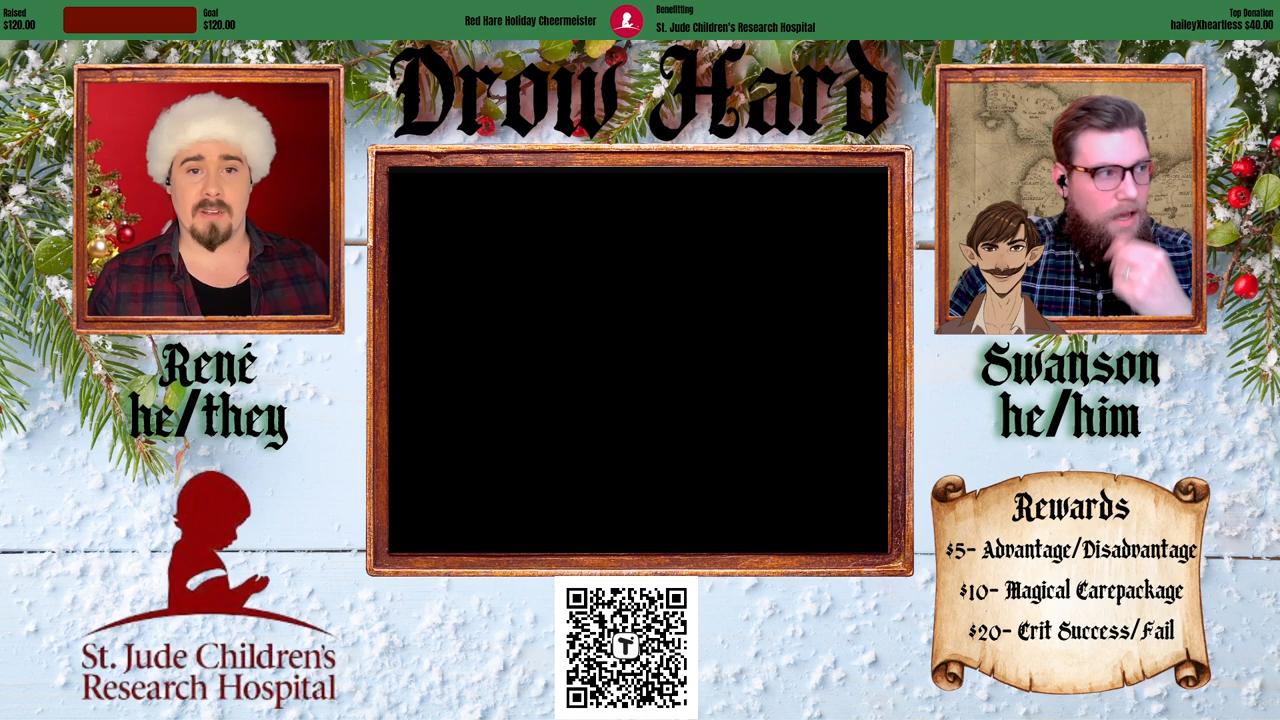 Raised
$120.00
Goal
$120.00
Red Hare Holiday Cheermeister
Benefitting
St. Jude Children's Research Hospital
Top Donation
haileyXheartless $40.00
Drow Hard
René
he/they
Swanson
he/him
St. Jude Children's
Research Hospital
Rewards
$5- Advantage/Disadvantage
$10- Magical Carepackage
$20- Crit Success/Fail